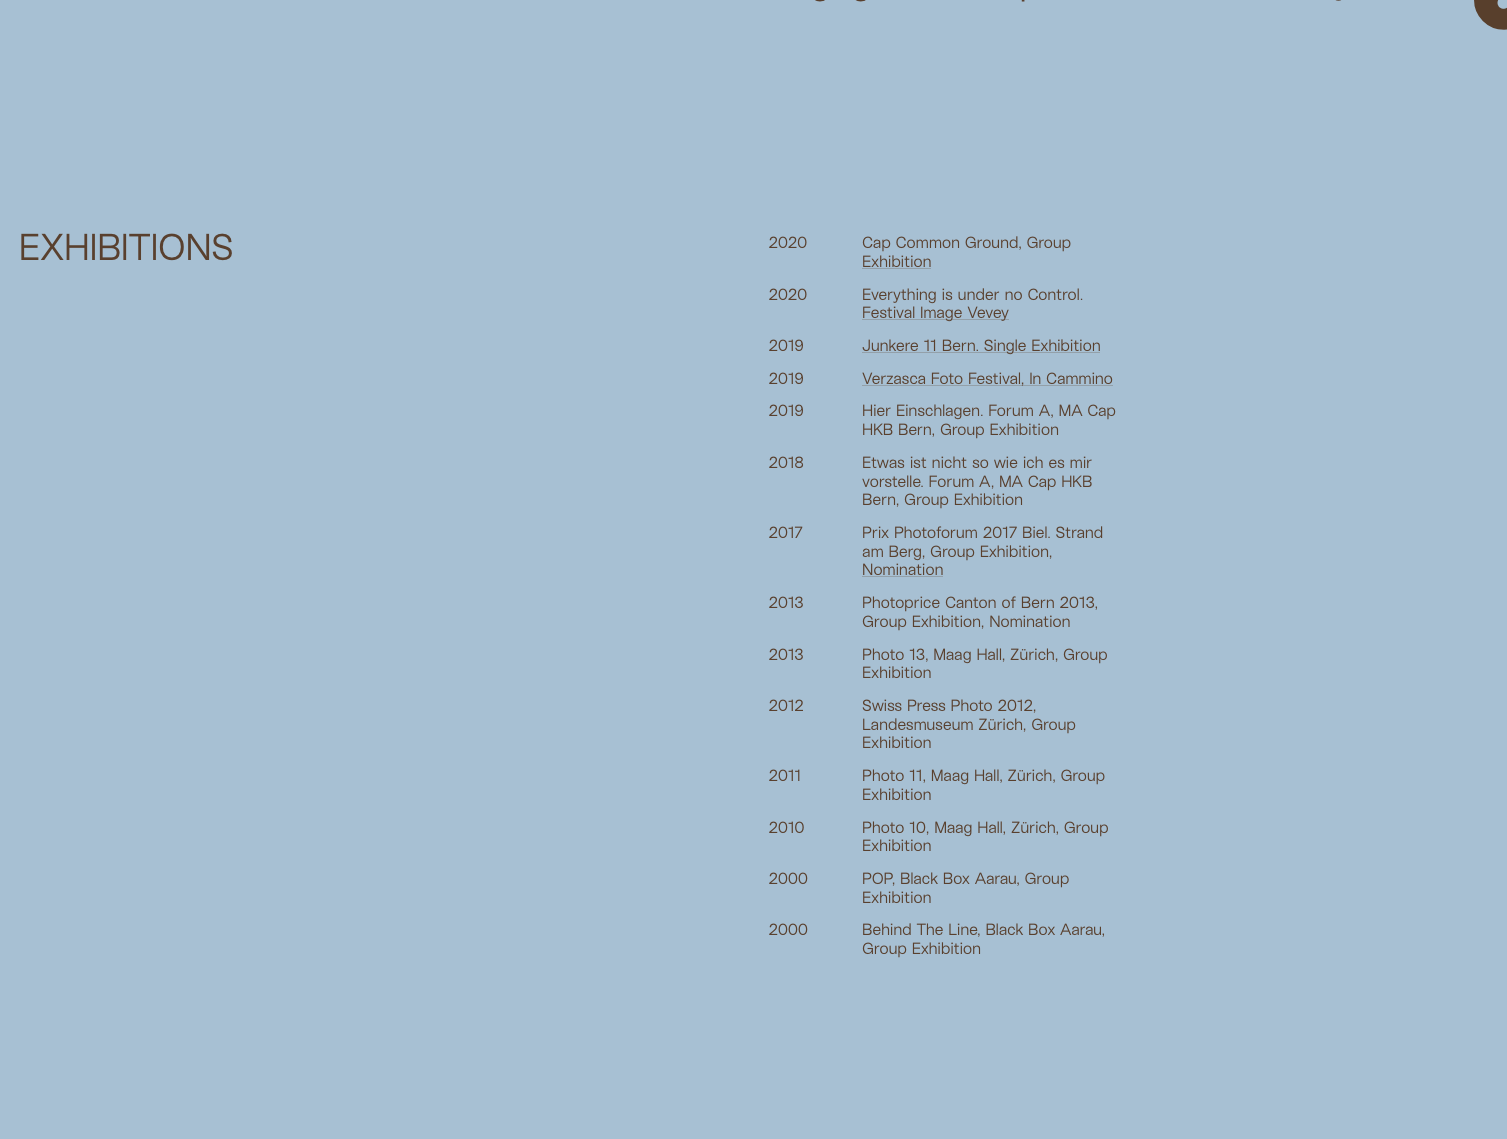 EXHIBITIONS
2020 Cap Common Ground, Group
Exhibition
2020 Everything is under no Control.
Festival Image Vevey
2019 Junkere 11 Bern. Single Exhibition
2019 Verzasca Foto Festival, In Cammino
2019 Hier Einschlagen. Forum A, MA Cap
HKB Bern, Group Exhibition
2018 Etwas ist nicht so wie ich es mir
vorstelle. Forum A, MA Cap HKB
Bern, Group Exhibition
2017 Prix Photoforum 2017 Biel. Strand
am Berg, Group Exhibition,
Nomination
2013 Photoprice Canton of Bern 2013,
Group Exhibition, Nomination
2013 Photo 13, Maag Hall, Zürich, Group
Exhibition
2012 Swiss Press Photo 2012,
Landesmuseum Zürich, Group
Exhibition
2011 Photo 11, Maag Hall, Zürich, Group
Exhibition
2010 Photo 10, Maag Hall, Zürich, Group
Exhibition
2000 POP, Black Box Aarau, Group
Exhibition
2000 Behind The Line, Black Box Aarau,
Group Exhibition